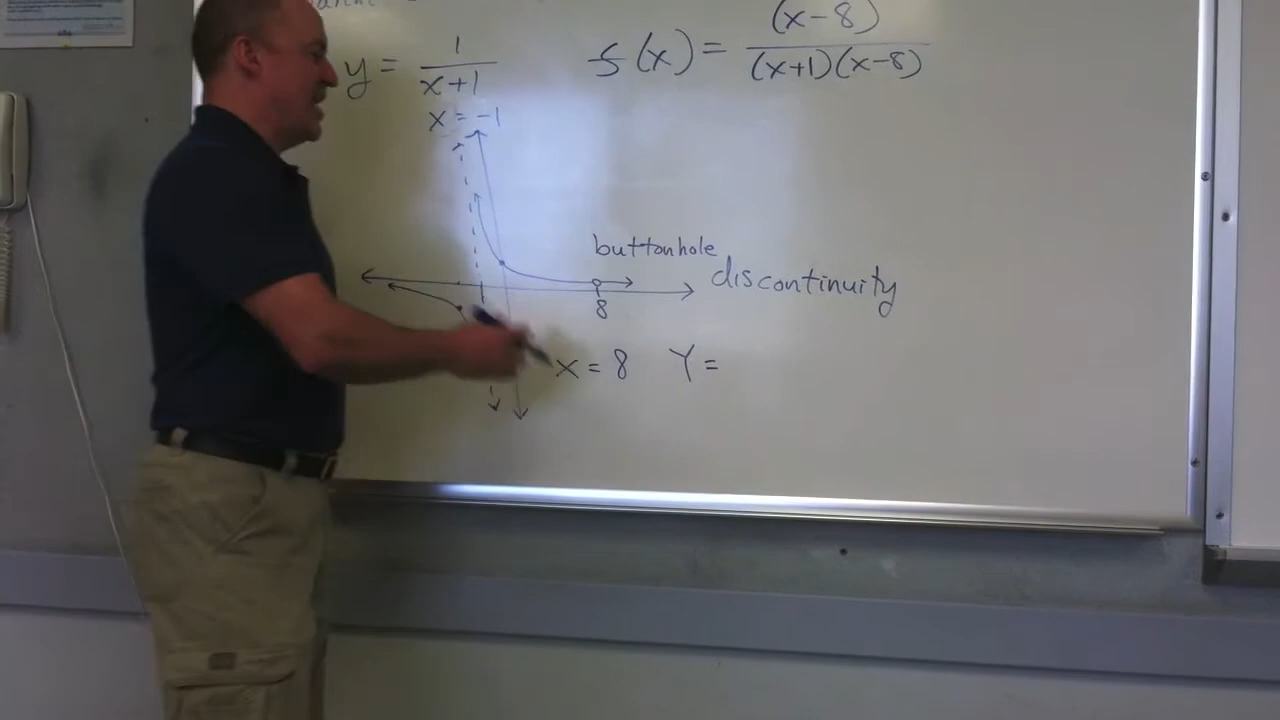 y = 1/(x+1)
f(x) = (x-8)/((x+1)(x-8))
x = -1
buttonhole
discontinuity
8
x = 8 Y =